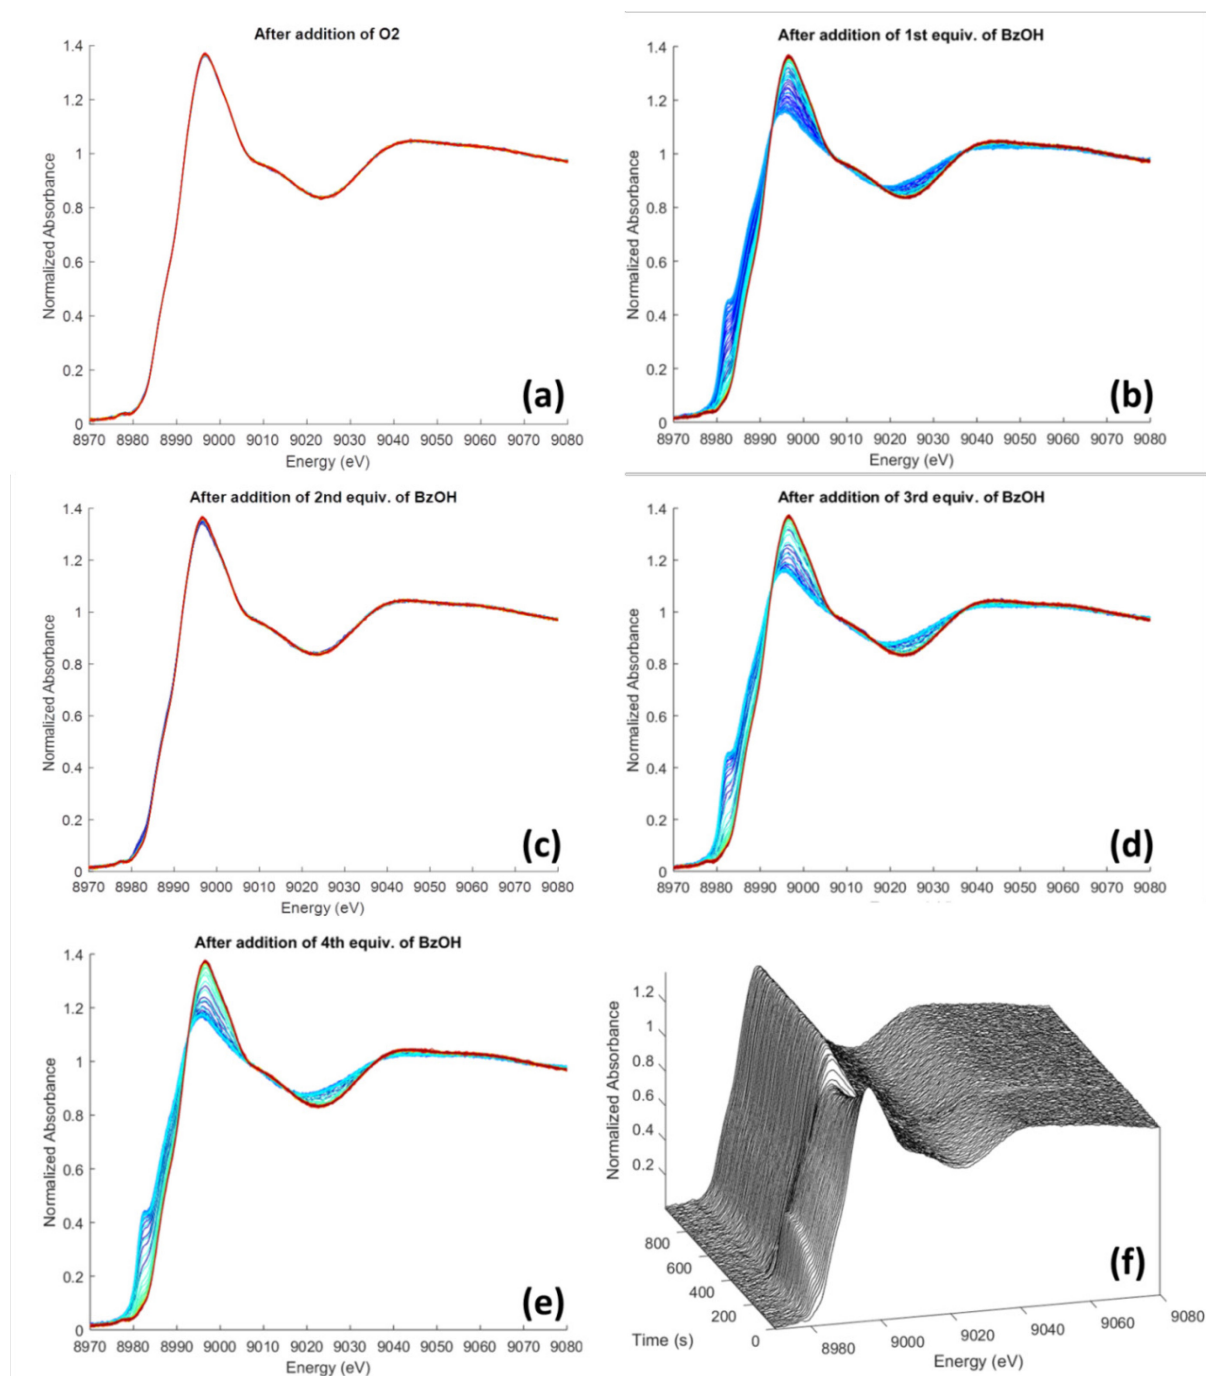 After addition of O2
1.4
1.2
1
0.8
0.6
0.4
0.2
0
Normalized Absorbance
8970 8980 8990 9000 9010 9020 9030 9040 9050 9060 9070 9080
Energy (eV)
(a)
After addition of 1st equiv. of BzOH
1.4
1.2
1
0.8
0.6
0.4
0.2
0
Normalized Absorbance
8970 8980 8990 9000 9010 9020 9030 9040 9050 9060 9070 9080
Energy (eV)
(b)
After addition of 2nd equiv. of BzOH
1.4
1.2
1
0.8
0.6
0.4
0.2
0
Normalized Absorbance
8970 8980 8990 9000 9010 9020 9030 9040 9050 9060 9070 9080
Energy (eV)
(c)
After addition of 3rd equiv. of BzOH
1.4
1.2
1
0.8
0.6
0.4
0.2
0
Normalized Absorbance
8970 8980 8990 9000 9010 9020 9030 9040 9050 9060 9070 9080
(d)
After addition of 4th equiv. of BzOH
1.4
1.2
1
0.8
0.6
0.4
0.2
0
Normalized Absorbance
8970 8980 8990 9000 9010 9020 9030 9040 9050 9060 9070 9080
Energy (eV)
(e)
1.2
1
0.8
0.6
0.4
0.2
Normalized Absorbance
800
600
400
200
0
Time (s)
8980 9000 9020 9040 9060 9080
Energy (eV)
(f)